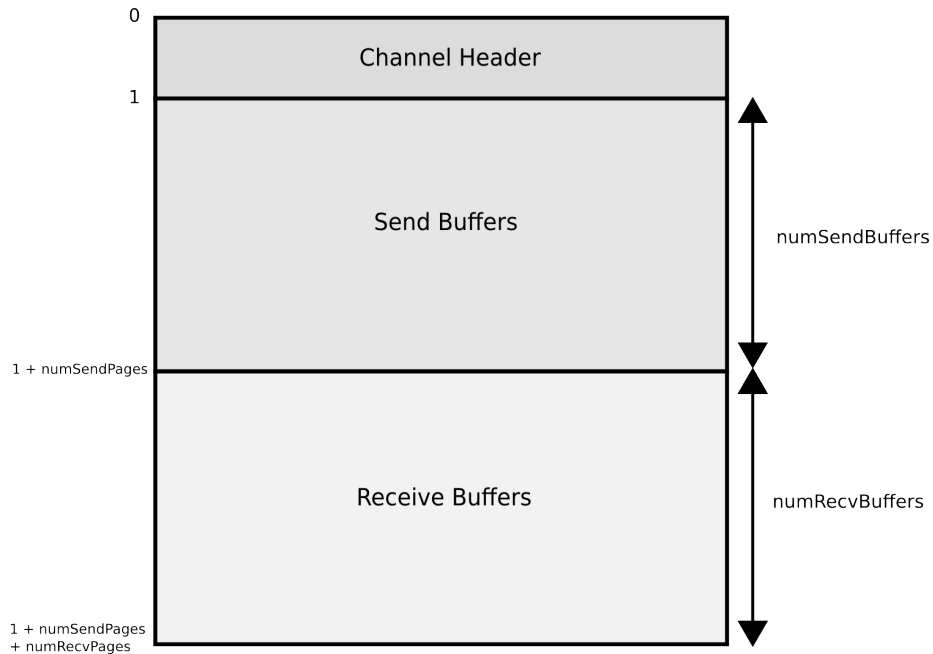 0
Channel Header
1
Send Buffers
numSendBuffers
1 + numSendPages
Receive Buffers
numRecvBuffers
1 + numSendPages
+ numRecvPages